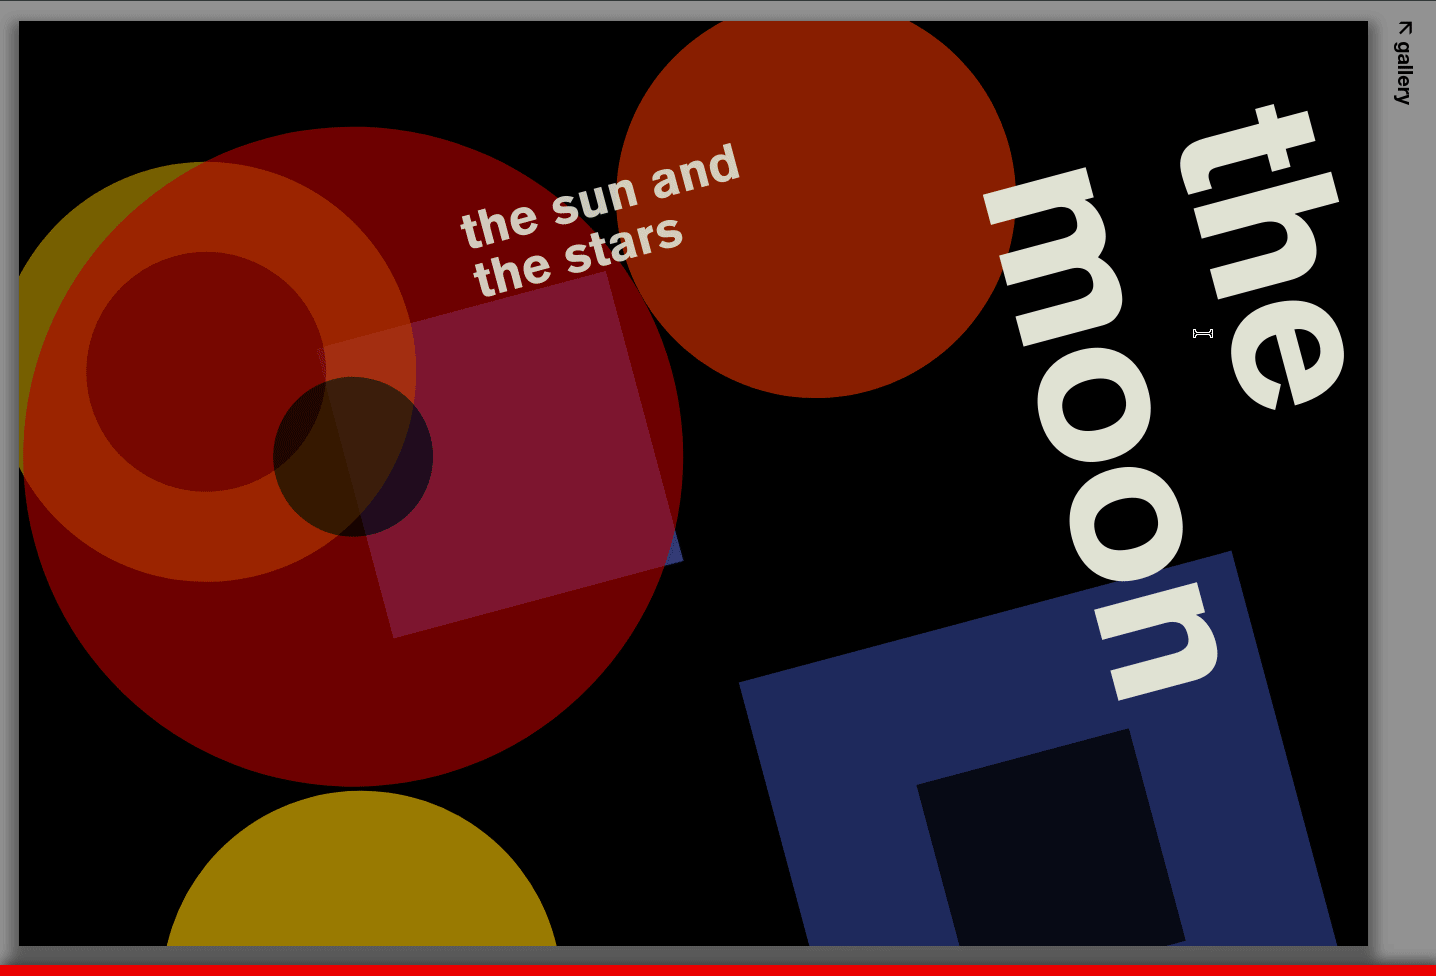 the sun and
the stars
the
moon
gallery